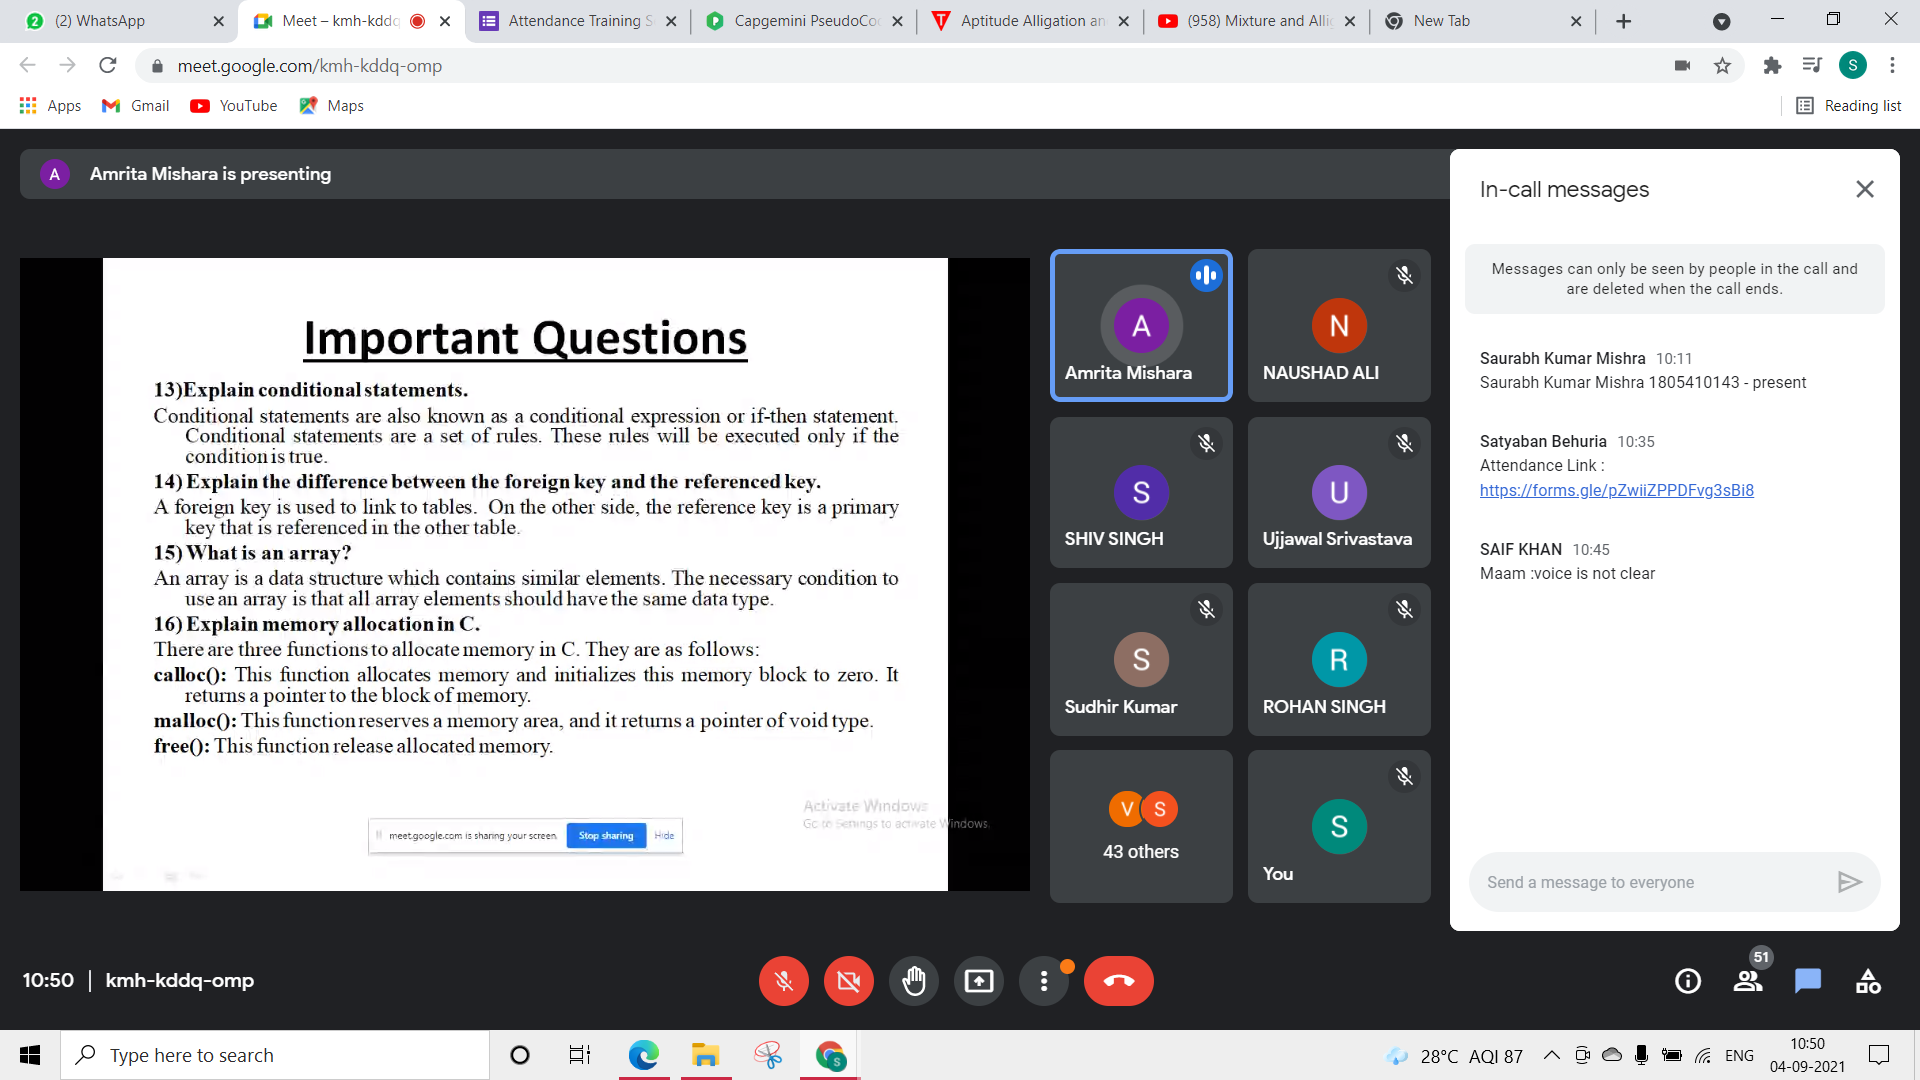 (2) WhatsApp
Meet – kmh-kddq
Attendance Training S
Capgemini PseudoCo
Aptitude Alligation an
(958) Mixture and Alli
New Tab
meet.google.com/kmh-kddq-omp
S
Apps
Gmail
YouTube
Maps
Reading list
A
Amrita Mishara is presenting
Important Questions
13)Explain conditional statements.
Conditional statements are also known as a conditional expression or if-then statement.
Conditional statements are a set of rules. These rules will be executed only if the
condition is true.
14) Explain the difference between the foreign key and the referenced key.
A foreign key is used to link to tables. On the other side, the reference key is a primary
key that is referenced in the other table.
15) What is an array?
An array is a data structure which contains similar elements. The necessary condition to
use an array is that all array elements should have the same data type.
16) Explain memory allocation in C.
There are three functions to allocate memory in C. They are as follows:
calloc(): This function allocates memory and initializes this memory block to zero. It
returns a pointer to the block of memory.
malloc(): This function reserves a memory area, and it returns a pointer of void type.
free(): This function release allocated memory.
Activate Windows
Go to Settings to activate Windows.
meet.google.com is sharing your screen.
Stop sharing
Hide
A
Amrita Mishara
N
NAUSHAD ALI
S
SHIV SINGH
U
Ujjawal Srivastava
S
Sudhir Kumar
R
ROHAN SINGH
V
S
43 others
S
You
In-call messages
Messages can only be seen by people in the call and
are deleted when the call ends.
Saurabh Kumar Mishra 10:11
Saurabh Kumar Mishra 1805410143 - present
Satyaban Behuria 10:35
Attendance Link :
https://forms.gle/pZwiiZPPDFvg3sBi8
SAIF KHAN 10:45
Maam :voice is not clear
Send a message to everyone
10:50 | kmh-kddq-omp
51
Type here to search
28°C AQI 87
ENG
10:50
04-09-2021